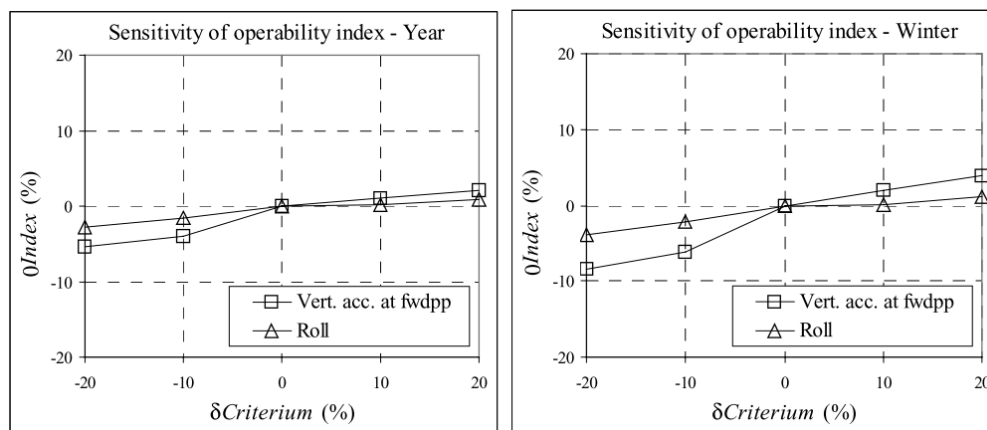 Sensitivity of operability index - Year
20
10
0
-10
-20
0Index (%)
Vert. acc. at fwdpp
Roll
-20 -10 0 10 20
δCriterium (%)
Sensitivity of operability index - Winter
20
10
0
-10
-20
0Index (%)
Vert. acc. at fwdpp
Roll
-20 -10 0 10 20
δCriterium (%)